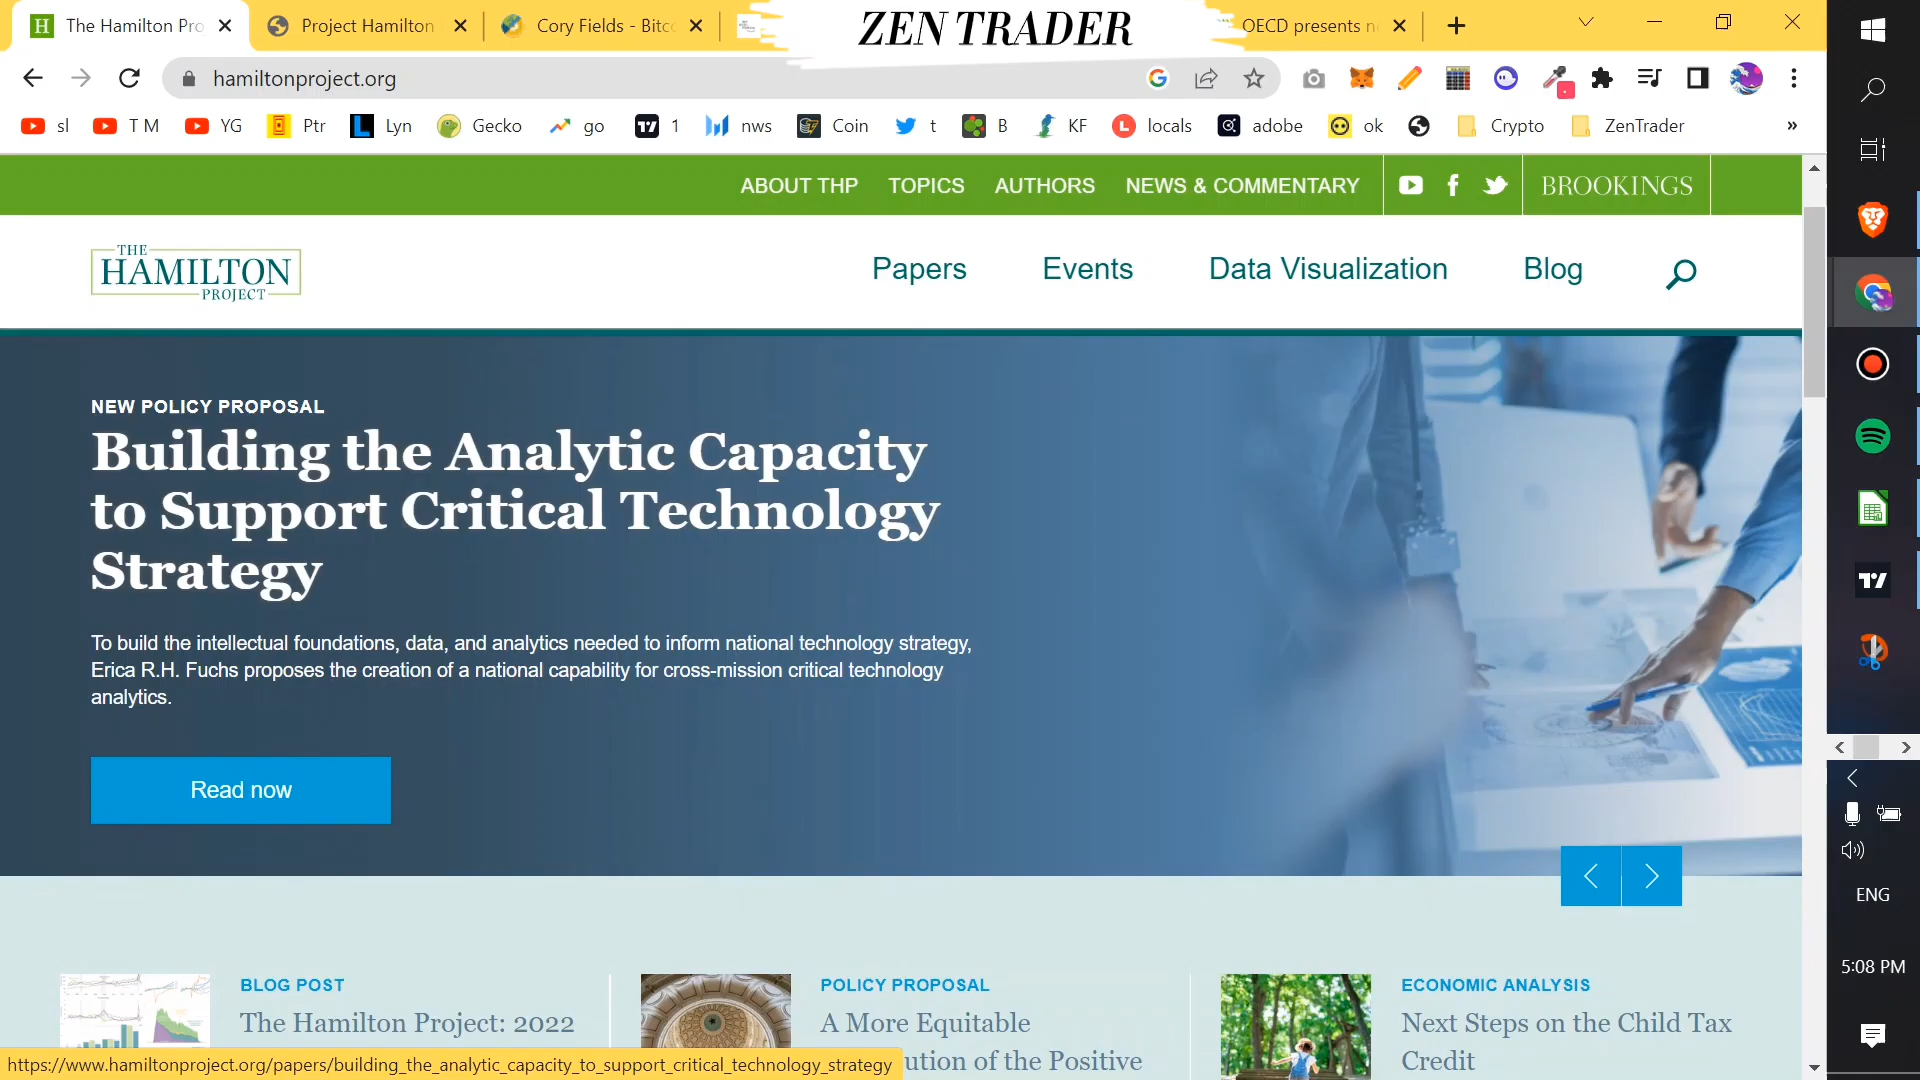 The Hamilton Pro
Project Hamilton
Cory Fields - Bitc
ZEN TRADER
OECD presents n
hamiltonproject.org
sl
T M
YG
Ptr
Lyn
Gecko
go
1
nws
Coin
t
B
KF
locals
adobe
ok
Crypto
ZenTrader
»
ABOUT THP
TOPICS
AUTHORS
NEWS & COMMENTARY
BROOKINGS
THE
HAMILTON
PROJECT
Papers
Events
Data Visualization
Blog
NEW POLICY PROPOSAL
Building the Analytic Capacity
to Support Critical Technology
Strategy
To build the intellectual foundations, data, and analytics needed to inform national technology strategy,
Erica R.H. Fuchs proposes the creation of a national capability for cross-mission critical technology
analytics.
Read now
BLOG POST
The Hamilton Project: 2022
POLICY PROPOSAL
A More Equitable
ution of the Positive
ECONOMIC ANALYSIS
Next Steps on the Child Tax
Credit
https://www.hamiltonproject.org/papers/building_the_analytic_capacity_to_support_critical_technology_strategy
ENG
5:08 PM